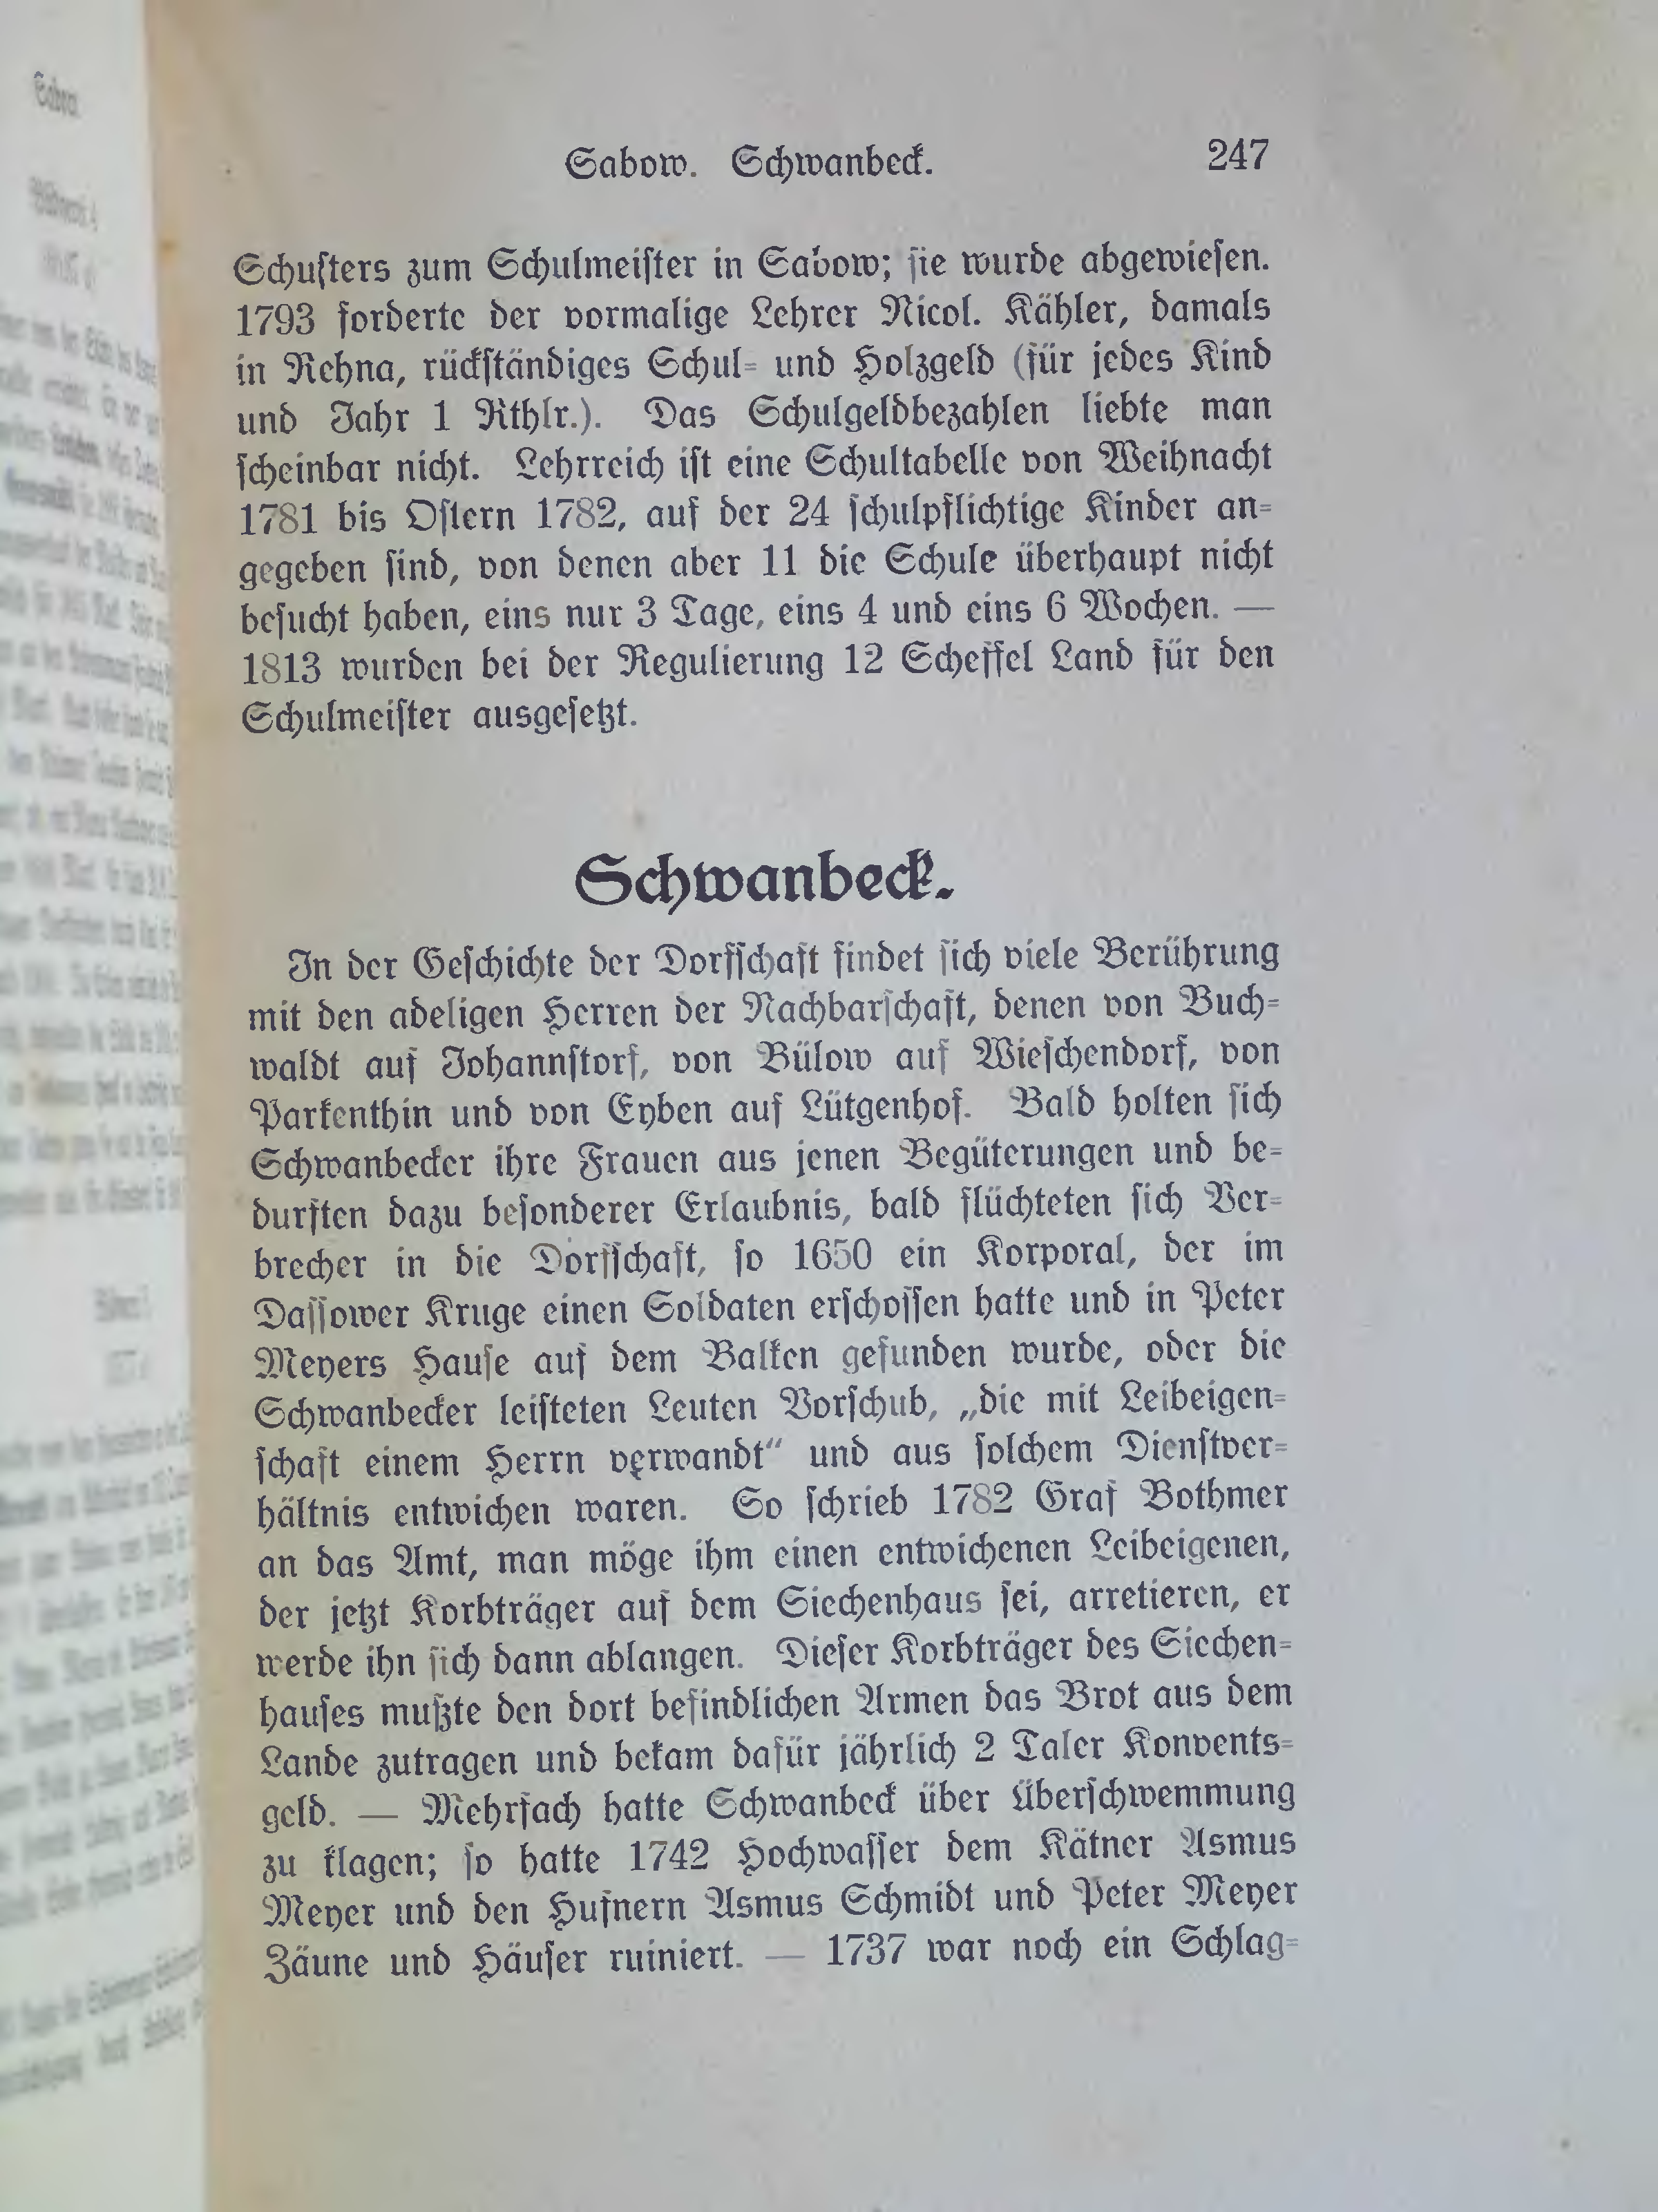 Sabow. Schwanbeck. 247
Schusters zum Schulmeister in Sabow; sie wurde abgewiesen.
1793 forderte der vormalige Lehrer Nicol. Kähler, damals
in Rehna, rückständiges Schul- und Holzgeld (für jedes Kind
und Jahr 1 Rthlr.). Das Schulgeldbezahlen liebte man
scheinbar nicht. Lehrreich ist eine Schultabelle von Weihnacht
1781 bis Ostern 1782, auf der 24 schulpflichtige Kinder an-
gegeben sind, von denen aber 11 die Schule überhaupt nicht
besucht haben, eins nur 3 Tage, eins 4 und eins 6 Wochen. —
1813 wurden bei der Regulierung 12 Scheffel Land für den
Schulmeister ausgesetzt.
Schwanbeck.
In der Geschichte der Dorfschaft findet sich viele Berührung
mit den adeligen Herren der Nachbarschaft, denen von Buch-
waldt auf Johannstorf, von Bülow auf Wieschendorf, von
Parkenthin und von Eyben auf Lütgenhof. Bald holten sich
Schwanbecker ihre Frauen aus jenen Begüterungen und be-
durften dazu besonderer Erlaubnis, bald flüchteten sich Ver-
brecher in die Dorfschaft, so 1650 ein Korporal, der im
Dassower Kruge einen Soldaten erschossen hatte und in Peter
Meyers Hause auf dem Balken gefunden wurde, oder die
Schwanbecker leisteten Leuten Vorschub, „die mit Leibeigen-
schaft einem Herrn verwandt“ und aus solchem Dienstver-
hältnis entwichen waren. So schrieb 1782 Graf Bothmer
an das Amt, man möge ihm einen entwichenen Leibeigenen,
der jetzt Korbträger auf dem Siechenhaus sei, arretieren, er
werde ihn sich dann ablangen. Dieser Korbträger des Siechen-
hauses mußte den dort befindlichen Armen das Brot aus dem
Lande zutragen und bekam dafür jährlich 2 Taler Konvents-
geld. — Mehrfach hatte Schwanbeck über Überschwemmung
zu klagen; so hatte 1742 Hochwasser dem Kätner Asmus
Meyer und den Hufnern Asmus Schmidt und Peter Meyer
Zäune und Häuser ruiniert. — 1737 war noch ein Schlag-